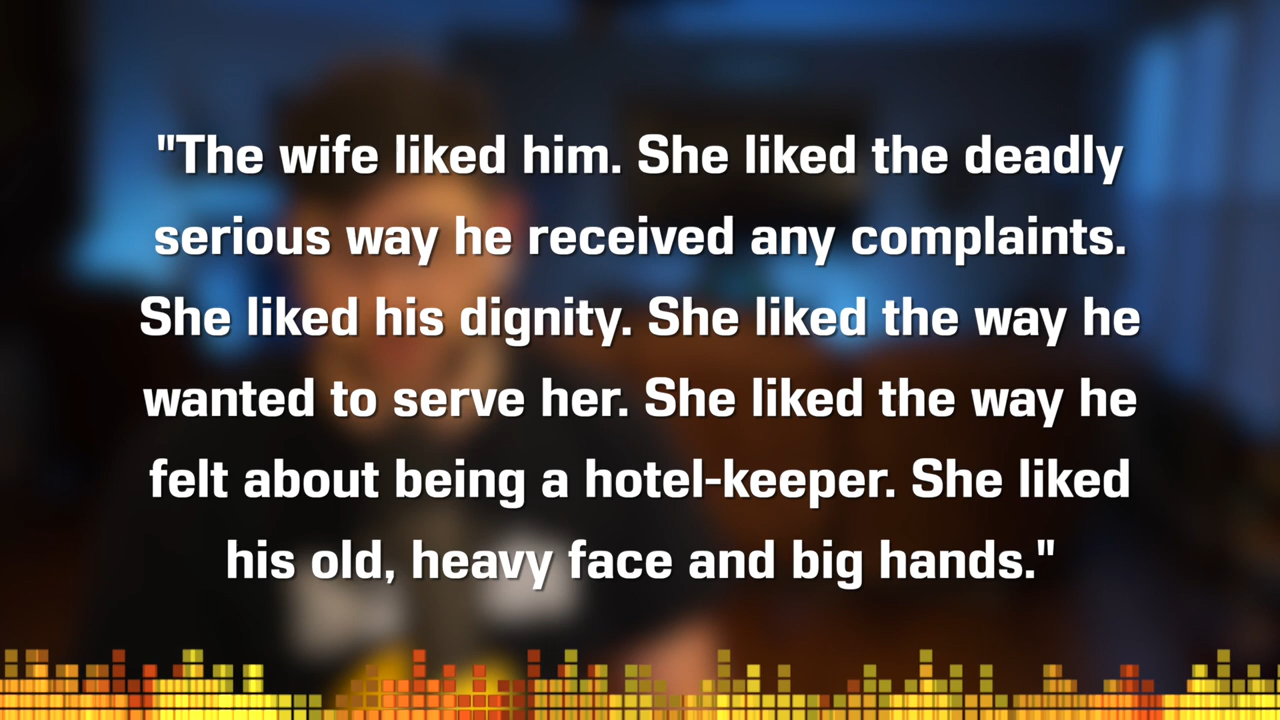 "The wife liked him. She liked the deadly
serious way he received any complaints.
She liked his dignity. She liked the way he
wanted to serve her. She liked the way he
felt about being a hotel-keeper. She liked
his old, heavy face and big hands."